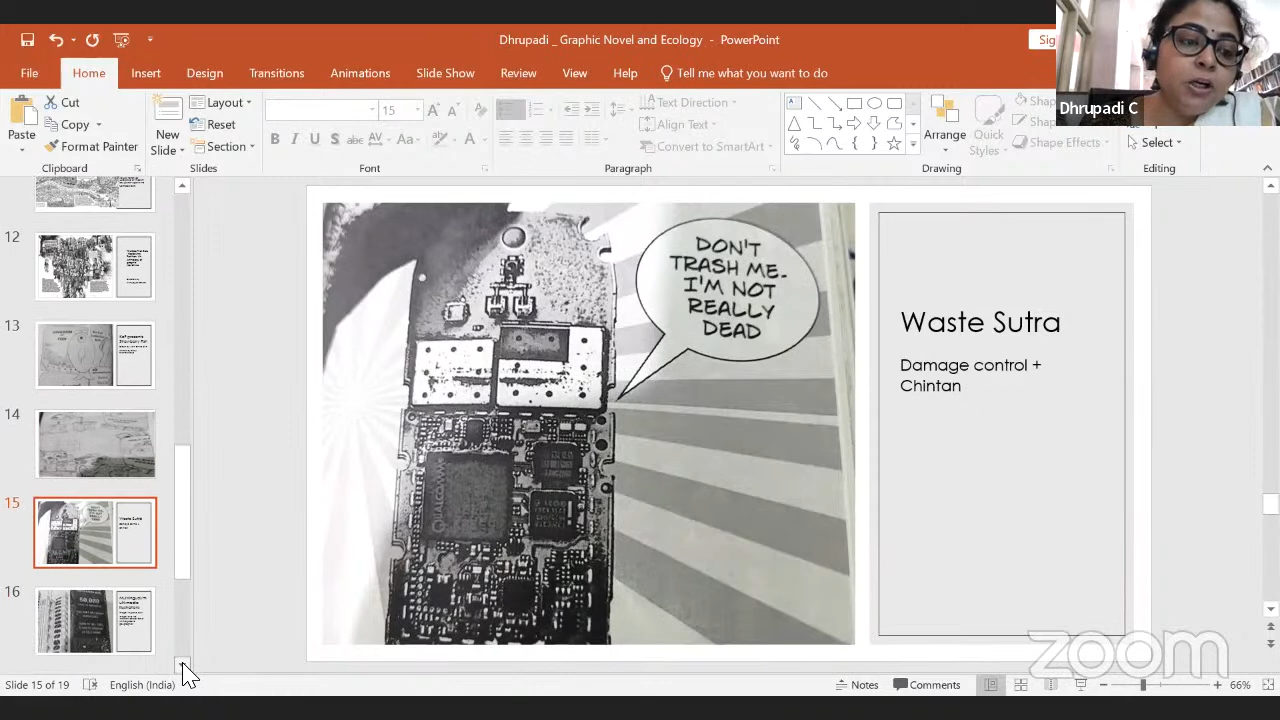 Dhrupadi _ Graphic Novel and Ecology - PowerPoint
Sig
File Home Insert Design Transitions Animations Slide Show Review View Help Tell me what you want to do
Dhrupadi C
Paste
Cut
Copy
Format Painter
Clipboard
New
Slide
Layout
Reset
Section
Slides
15
Font
Paragraph
Text Direction
Align Text
Convert to SmartArt
Arrange
Quick
Styles
Shape Effects
Drawing
Select
Editing
12
13
14
15
16
DON'T
TRASH ME-
I'M NOT
REALLY
DEAD
QUALCOMM
Waste Sutra
Damage control +
Chintan
zoom
Slide 15 of 19 English (India) Notes Comments 66%